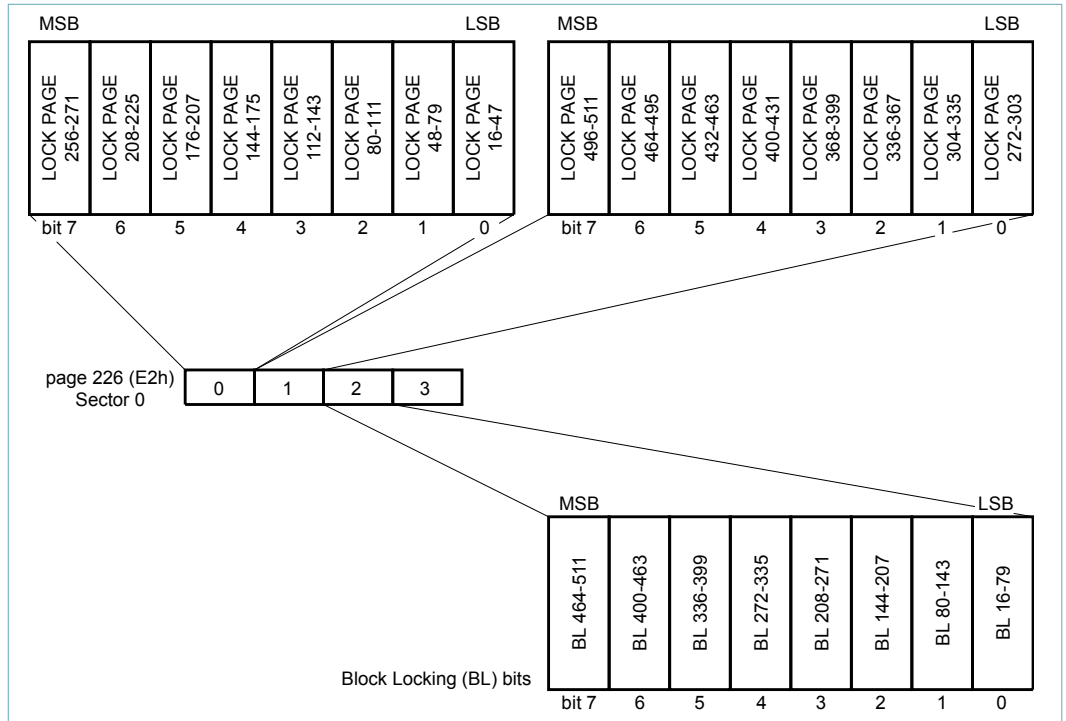 MSB LSB
LOCK PAGE
256-271
LOCK PAGE
208-225
LOCK PAGE
176-207
LOCK PAGE
144-175
LOCK PAGE
112-143
LOCK PAGE
80-111
LOCK PAGE
48-79
LOCK PAGE
16-47
bit 7 6 5 4 3 2 1 0
MSB LSB
LOCK PAGE
496-511
LOCK PAGE
464-495
LOCK PAGE
432-463
LOCK PAGE
400-431
LOCK PAGE
368-399
LOCK PAGE
336-367
LOCK PAGE
304-335
LOCK PAGE
272-303
bit 7 6 5 4 3 2 1 0
page 226 (E2h)
Sector 0
0 1 2 3
MSB LSB
BL 464-511
BL 400-463
BL 336-399
BL 272-335
BL 208-271
BL 144-207
BL 80-143
BL 16-79
Block Locking (BL) bits
bit 7 6 5 4 3 2 1 0